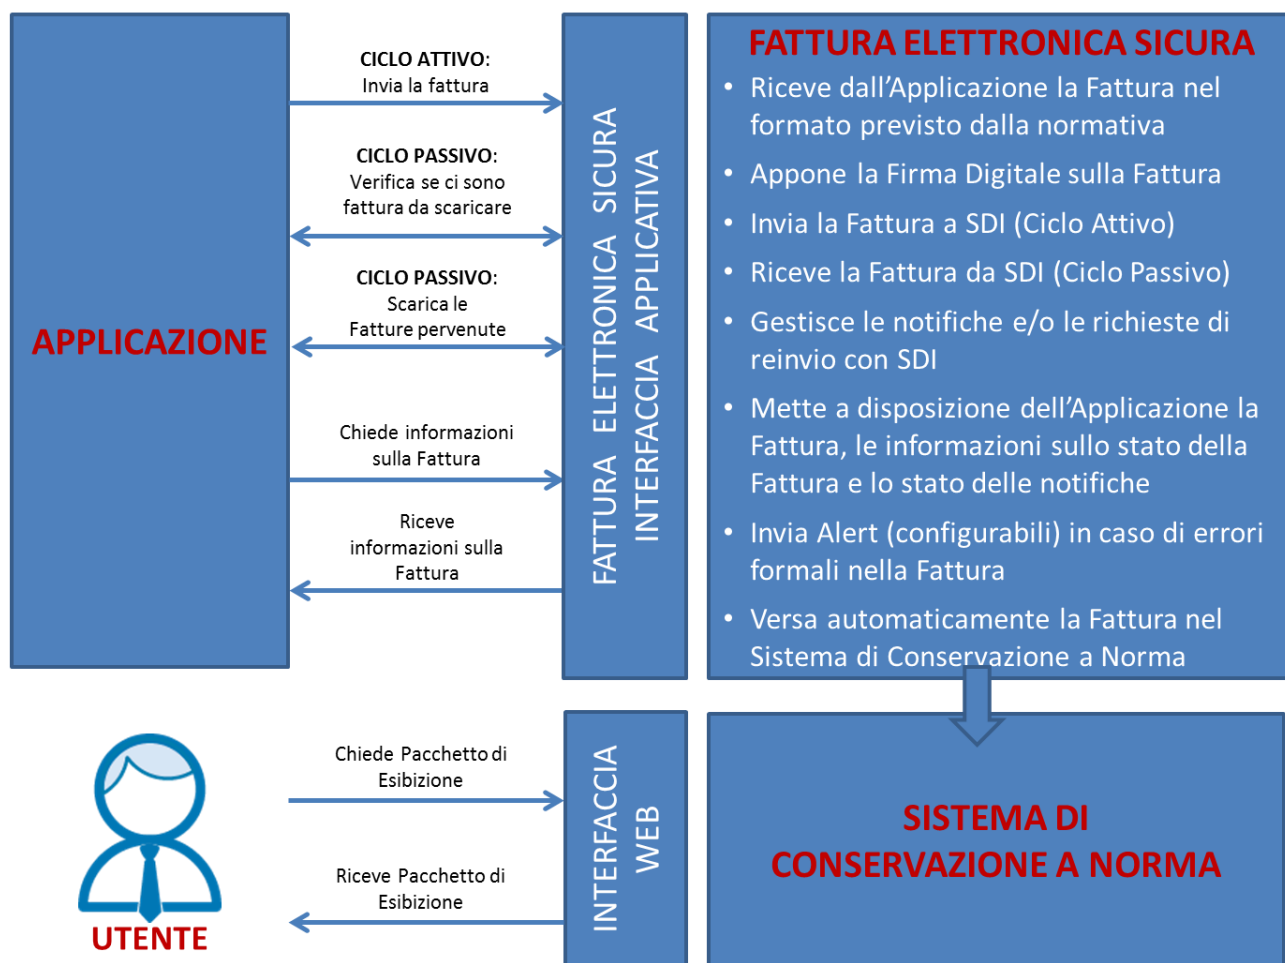 APPLICAZIONE
CICLO ATTIVO:
Invia la fattura
CICLO PASSIVO:
Verifica se ci sono
fattura da scaricare
CICLO PASSIVO:
Scarica le
Fatture pervenute
Chiede informazioni
sulla Fattura
Riceve
informazioni sulla
Fattura
FATTURA ELETTRONICA SICURA
INTERFACCIA APPLICATIVA
FATTURA ELETTRONICA SICURA
• Riceve dall'Applicazione la Fattura nel
formato previsto dalla normativa
• Appone la Firma Digitale sulla Fattura
• Invia la Fattura a SDI (Ciclo Attivo)
• Riceve la Fattura da SDI (Ciclo Passivo)
• Gestisce le notifiche e/o le richieste di
reinvio con SDI
• Mette a disposizione dell'Applicazione la
Fattura, le informazioni sullo stato della
Fattura e lo stato delle notifiche
• Invia Alert (configurabili) in caso di errori
formali nella Fattura
• Versa automaticamente la Fattura nel
Sistema di Conservazione a Norma
UTENTE
Chiede Pacchetto di
Esibizione
Riceve Pacchetto di
Esibizione
INTERFACCIA
WEB
SISTEMA DI
CONSERVAZIONE A NORMA